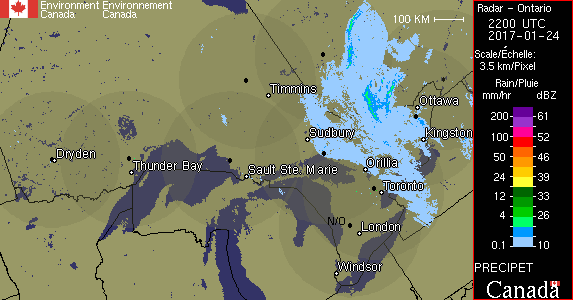 Environment Environnement
Canada Canada
100 KM
Timmins
Ottawa
Sudbury
Kingston
Dryden
Thunder Bay
Sault Ste. Marie
Orillia
Toronto
N/O
London
Windsor
Radar - Ontario
2200 UTC
2017-01-24
Scale/Échelle:
3.5 km/Pixel
Rain/Pluie
mm/hr dBZ
200 61
100 52
50 46
24 39
12 33
4 26
0.1 10
PRECIPET
Canada